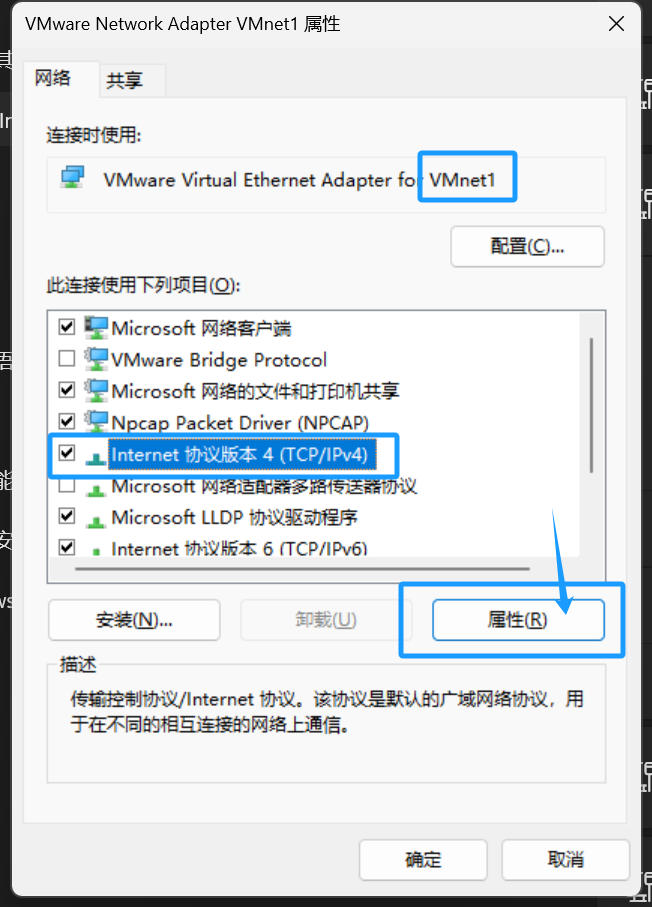 VMware Network Adapter VMnet1 属性
网络
共享
连接时使用:
VMware Virtual Ethernet Adapter for VMnet1
配置(C)...
此连接使用下列项目(O):
Microsoft 网络客户端
VMware Bridge Protocol
Microsoft 网络的文件和打印机共享
Npcap Packet Driver (NPCAP)
Internet 协议版本 4 (TCP/IPv4)
Microsoft 网络适配器多路传送器协议
Microsoft LLDP 协议驱动程序
Internet 协议版本 6 (TCP/IPv6)
安装(N)...
卸载(U)
属性(R)
描述
传输控制协议/Internet 协议。该协议是默认的广域网络协议，用
于在不同的相互连接的网络上通信。
确定
取消